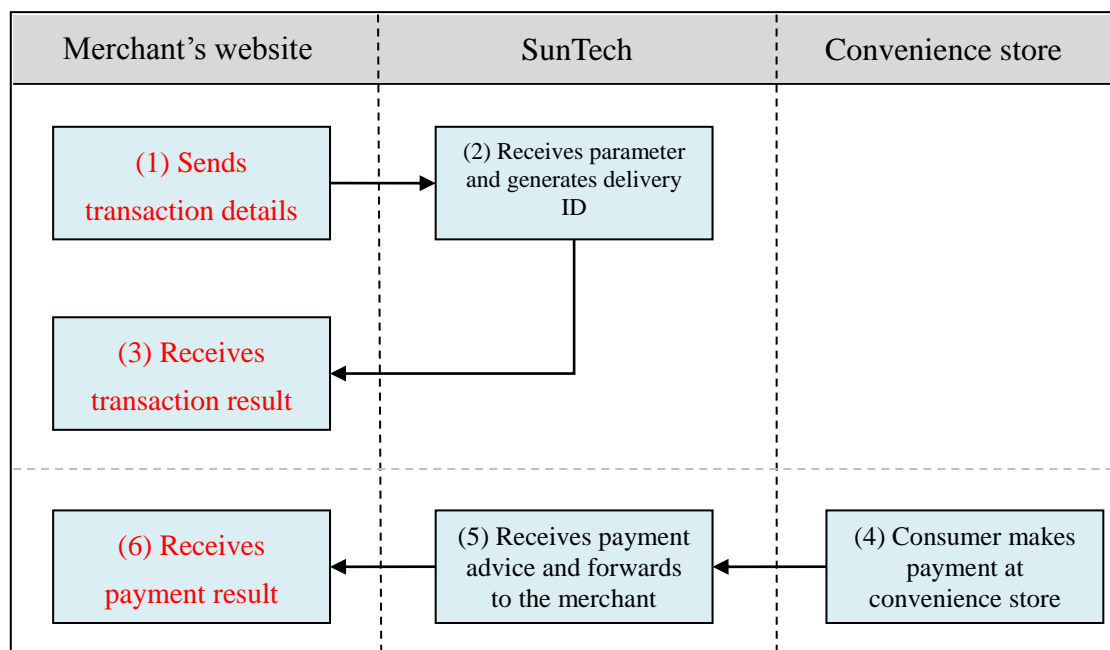 Merchant's website
SunTech
Convenience store
(1) Sends
transaction details
(2) Receives parameter
and generates delivery
ID
(3) Receives
transaction result
(6) Receives
payment result
(5) Receives payment
advice and forwards
to the merchant
(4) Consumer makes
payment at
convenience store